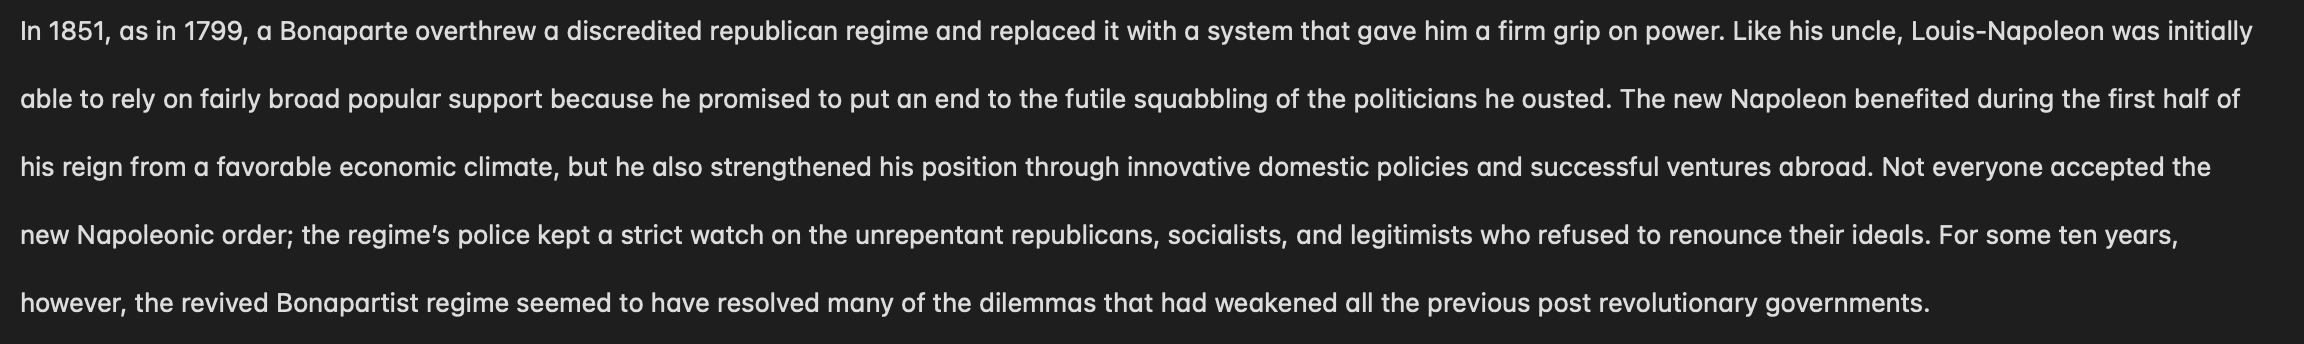 In 1851, as in 1799, a Bonaparte overthrew a discredited republican regime and replaced it with a system that gave him a firm grip on power. Like his uncle, Louis-Napoleon was initially
able to rely on fairly broad popular support because he promised to put an end to the futile squabbling of the politicians he ousted. The new Napoleon benefited during the first half of
his reign from a favorable economic climate, but he also strengthened his position through innovative domestic policies and successful ventures abroad. Not everyone accepted the
new Napoleonic order; the regime’s police kept a strict watch on the unrepentant republicans, socialists, and legitimists who refused to renounce their ideals. For some ten years,
however, the revived Bonapartist regime seemed to have resolved many of the dilemmas that had weakened all the previous post revolutionary governments.